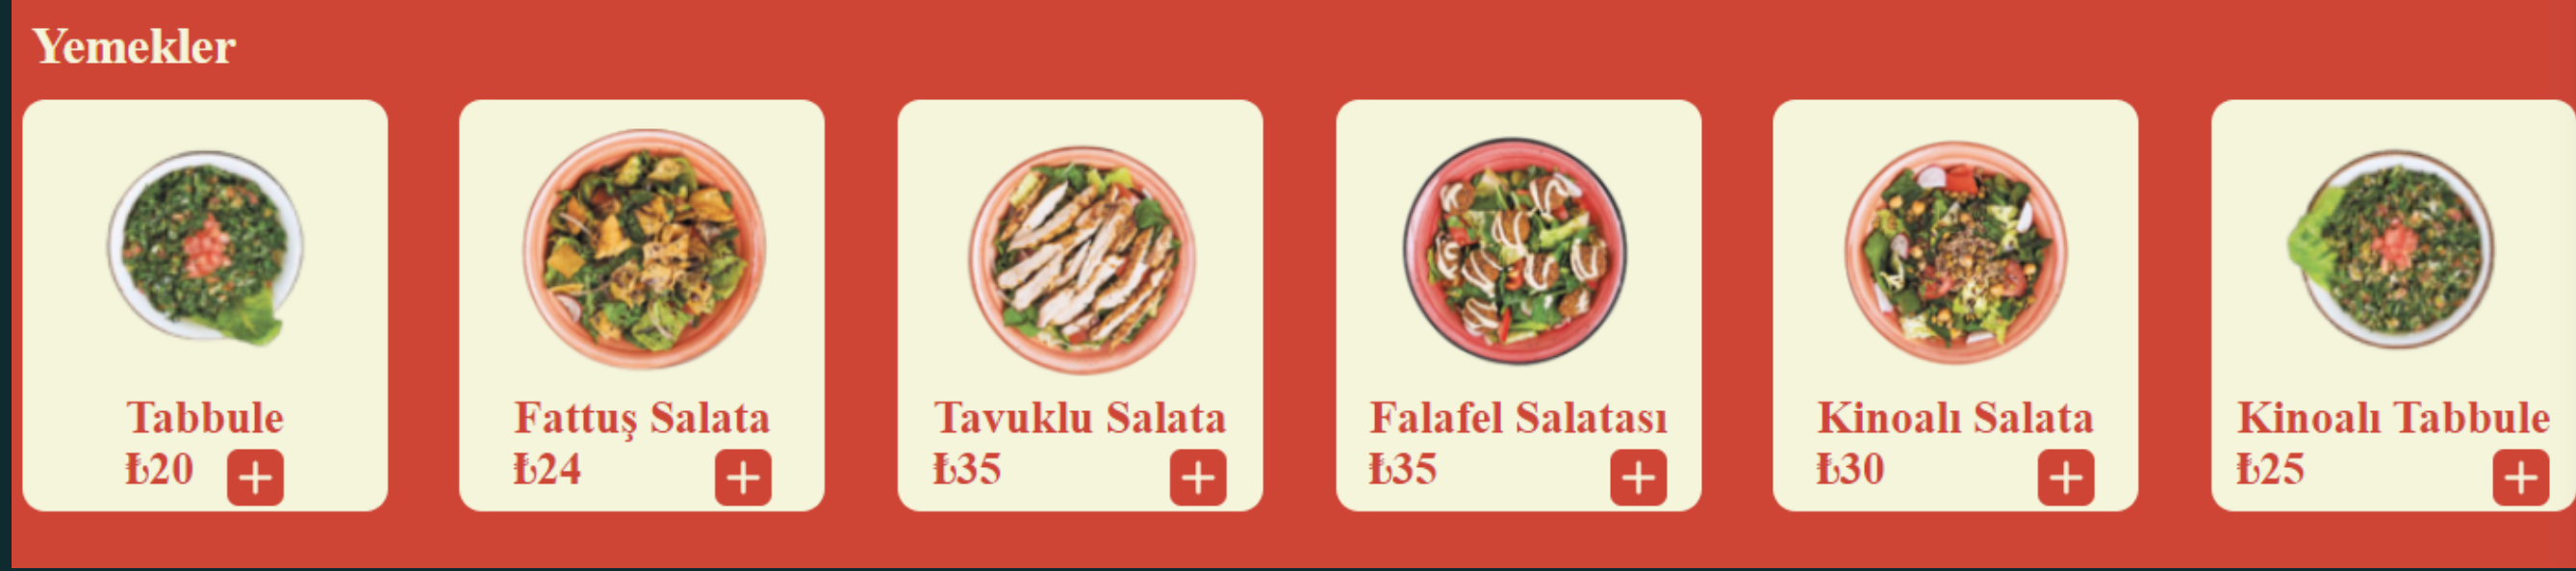 Yemekler
Tabbule
₺20
Fattuş Salata
₺24
Tavuklu Salata
₺35
Falafel Salatası
₺35
Kinoalı Salata
₺30
Kinoalı Tabbule
₺25